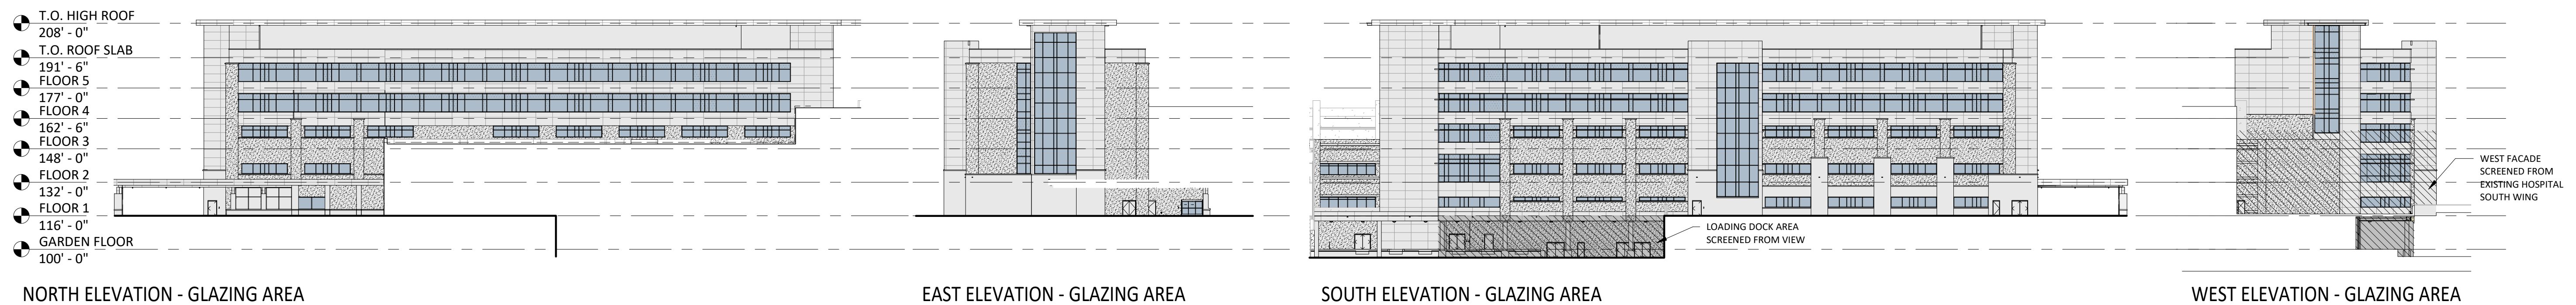 T.O. HIGH ROOF
208' - 0"
T.O. ROOF SLAB
191' - 6"
FLOOR 5
177' - 0"
FLOOR 4
162' - 6"
FLOOR 3
148' - 0"
FLOOR 2
132' - 0"
FLOOR 1
116' - 0"
GARDEN FLOOR
100' - 0"
LOADING DOCK AREA
SCREENED FROM VIEW
WEST FACADE
SCREENED FROM
EXISTING HOSPITAL
SOUTH WING
NORTH ELEVATION - GLAZING AREA
EAST ELEVATION - GLAZING AREA
SOUTH ELEVATION - GLAZING AREA
WEST ELEVATION - GLAZING AREA